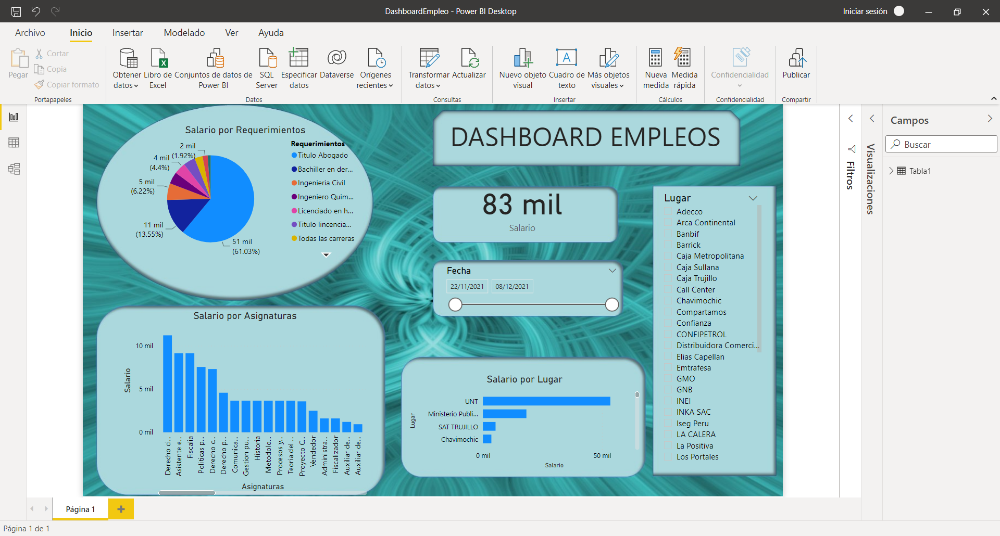 DashboardEmpleo - Power BI Desktop
Iniciar sesión
Archivo
Inicio
Insertar
Modelado
Ver
Ayuda
Pegar
Cortar
Copia
Copiar formato
Portapapeles
Obtener datos
Libro de Excel
Conjuntos de datos de Power BI
SQL Server
Especificar datos
Dataverse
Orígenes recientes
Datos
Transformar datos
Actualizar
Consultas
Nuevo objeto visual
Cuadro de texto
Más objetos visuales
Insertar
Nueva medida
Medida rápida
Cálculos
Confidencialidad
Confidencialidad
Publicar
Compartir
Salario por Requerimientos
2 mil
(1.92%)
4 mil
(4.4%)
5 mil
(6.22%)
11 mil
(13.55%)
51 mil
(61.03%)
Requerimientos
Titulo Abogado
Bachiller en der...
Ingenieria Civil
Ingeniero Quim...
Licenciado en h...
Titulo lincencia...
Todas las carreras
DASHBOARD EMPLEOS
83 mil
Salario
Fecha
22/11/2021
08/12/2021
Lugar
Adecco
Arca Continental
Banbif
Barrick
Caja Metropolitana
Caja Sullana
Caja Trujillo
Call Center
Chavimochic
Compartamos
Confianza
CONFIPETROL
Distribuidora Comerci...
Elias Capellan
Emtrafesa
GMO
GNB
INEI
INKA SAC
Iseg Peru
LA CALERA
La Positiva
Los Portales
Salario por Asignaturas
Salario
10 mil
5 mil
0 mil
Derecho ci...
Asistente e...
Fiscalia
Politicas p...
Derecho c...
Derecho p...
Comunica...
Gestion pu...
Historia
Metodolo...
Procesos y...
Teoria del ...
Proyecto C...
Vendedor
Administra...
Fiscalizador
Auxiliar de...
Auxiliar de...
Asignaturas
Salario por Lugar
Lugar
UNT
Ministerio Publi...
SAT TRUJILLO
Chavimochic
0 mil
50 mil
Salario
Filtros
Visualizaciones
Campos
Buscar
Tabla1
Página 1
Página 1 de 1